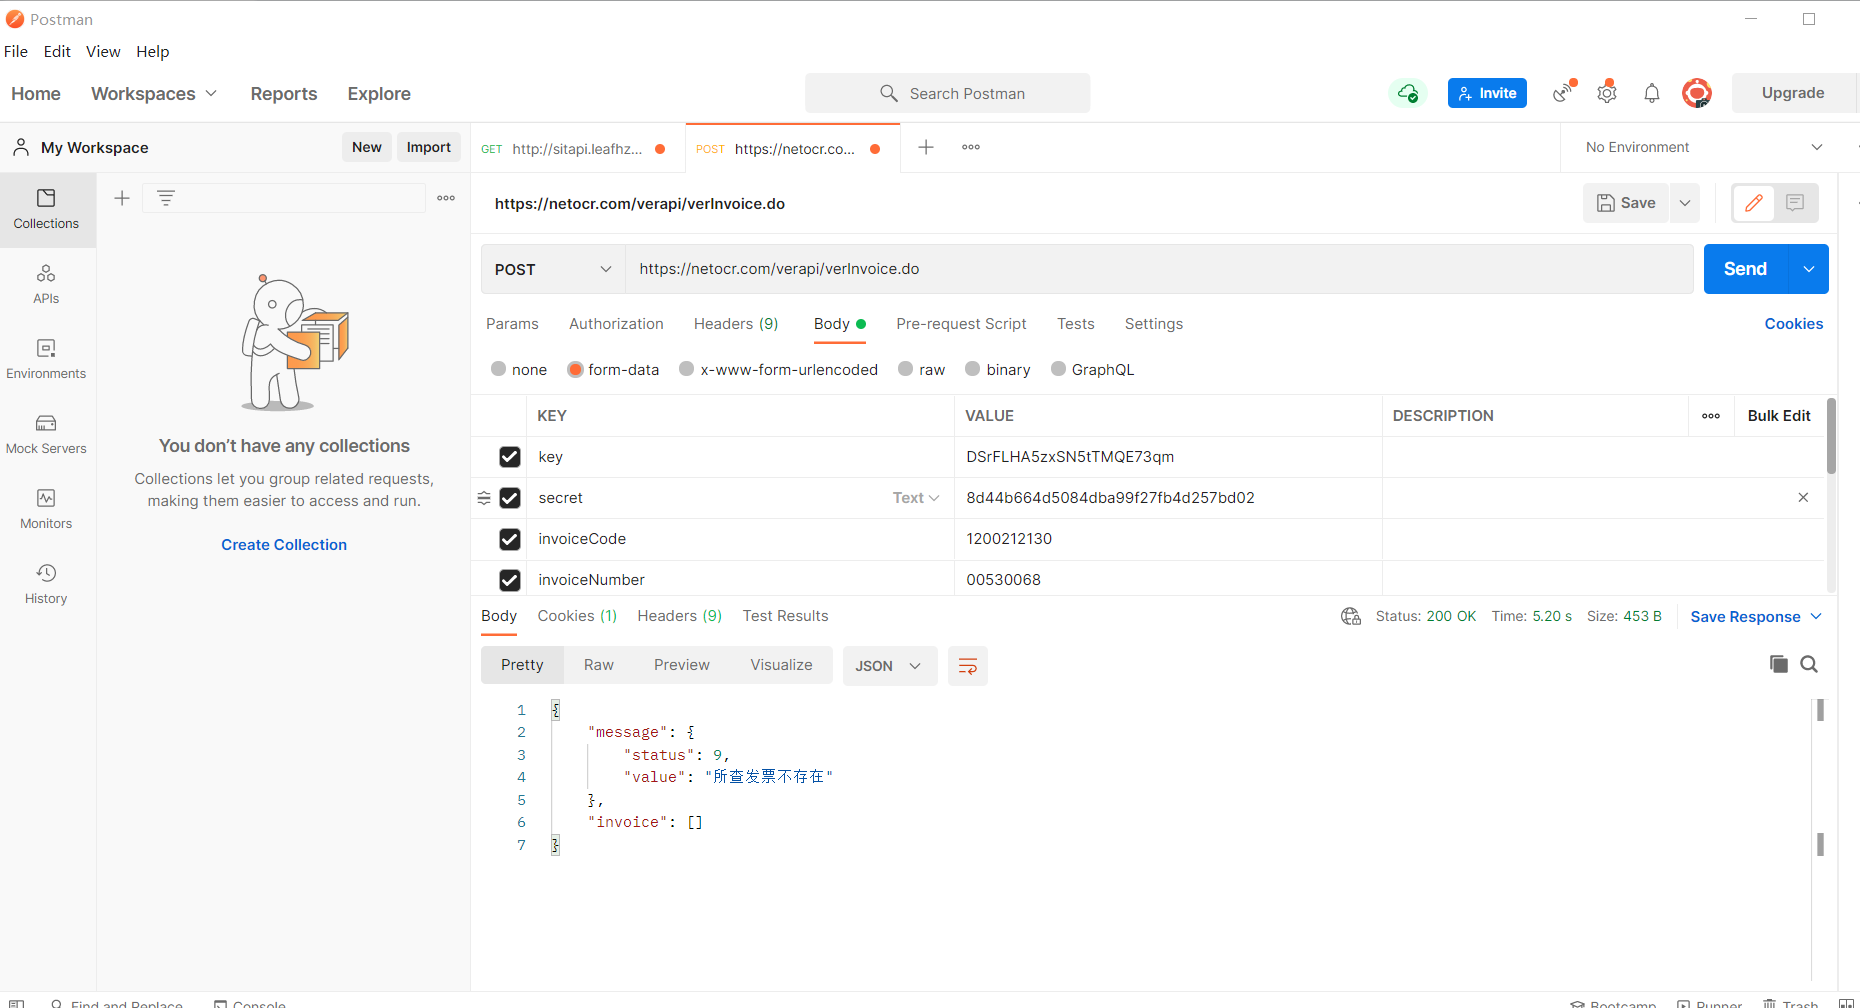 Postman
File Edit View Help
Home Workspaces Reports Explore
Search Postman
Invite
Upgrade
My Workspace
New Import
GET http://sitapi.leafhz...
POST https://netocr.co...
No Environment
Collections
APIs
Environments
Mock Servers
Monitors
History
You don't have any collections
Collections let you group related requests,
making them easier to access and run.
Create Collection
https://netocr.com/verapi/verInvoice.do
Save
POST https://netocr.com/verapi/verInvoice.do
Send
Params Authorization Headers (9) Body Pre-request Script Tests Settings
Cookies
none form-data x-www-form-urlencoded raw binary GraphQL
KEY VALUE DESCRIPTION Bulk Edit
key DSrFLHA5zxSN5tTMQE73qm
secret Text 8d44b664d5084dba99f27fb4d257bd02
invoiceCode 1200212130
invoiceNumber 00530068
Body Cookies (1) Headers (9) Test Results
Status: 200 OK Time: 5.20 s Size: 453 B Save Response
Pretty Raw Preview Visualize JSON
1 {
2 "message": {
3 "status": 9,
4 "value": "所查发票不存在"
5 },
6 "invoice": []
7 }
Find and Replace Console
Bootcamp Runner Trash